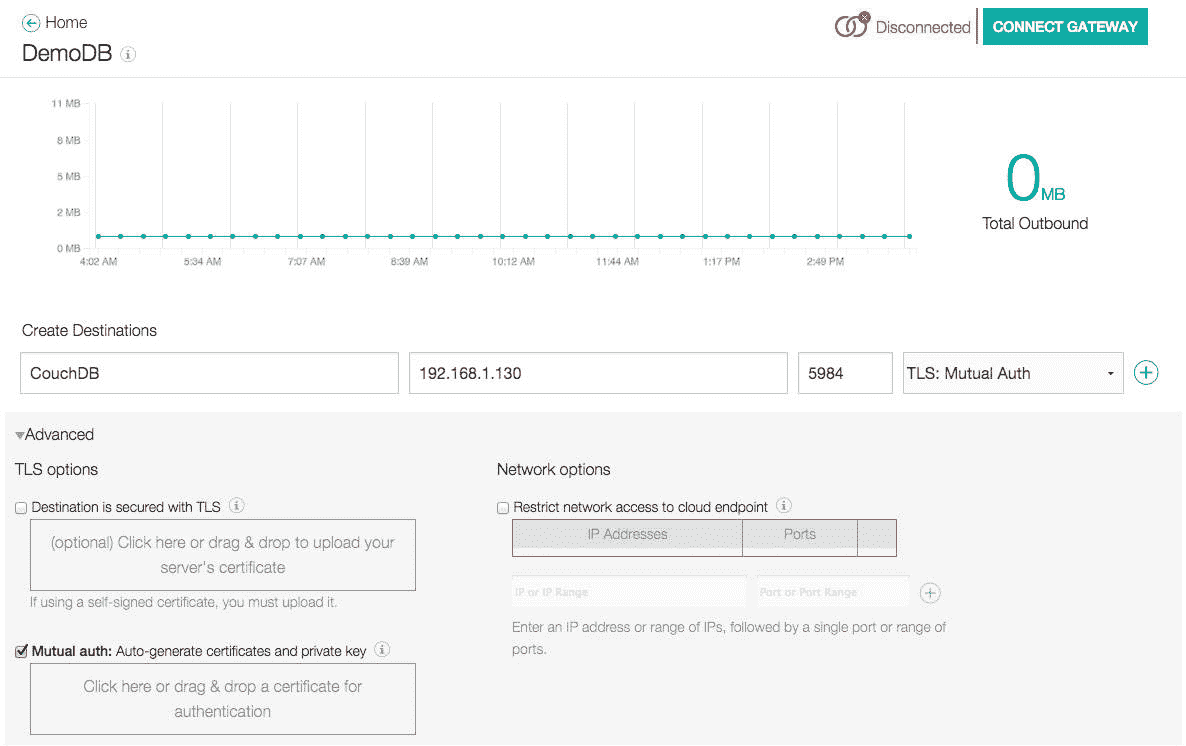 Home
Disconnected
CONNECT GATEWAY
DemoDB
11 MB
8 MB
5 MB
2 MB
0 MB
4:02 AM 5:34 AM 7:07 AM 8:39 AM 10:12 AM 11:44 AM 1:17 PM 2:49 PM
0 MB
Total Outbound
Create Destinations
CouchDB 192.168.1.130 5984 TLS: Mutual Auth
Advanced
TLS options
Destination is secured with TLS
(optional) Click here or drag & drop to upload your
server's certificate
If using a self-signed certificate, you must upload it.
Mutual auth: Auto-generate certificates and private key
Click here or drag & drop a certificate for
authentication
Network options
Restrict network access to cloud endpoint
IP Addresses Ports
IP or IP Range Port or Port Range
Enter an IP address or range of IPs, followed by a single port or range of
ports.